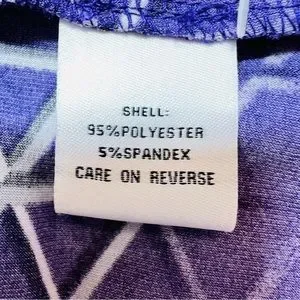 SHELL:
95%POLYESTER
5%SPANDEX
CARE ON REVERSE